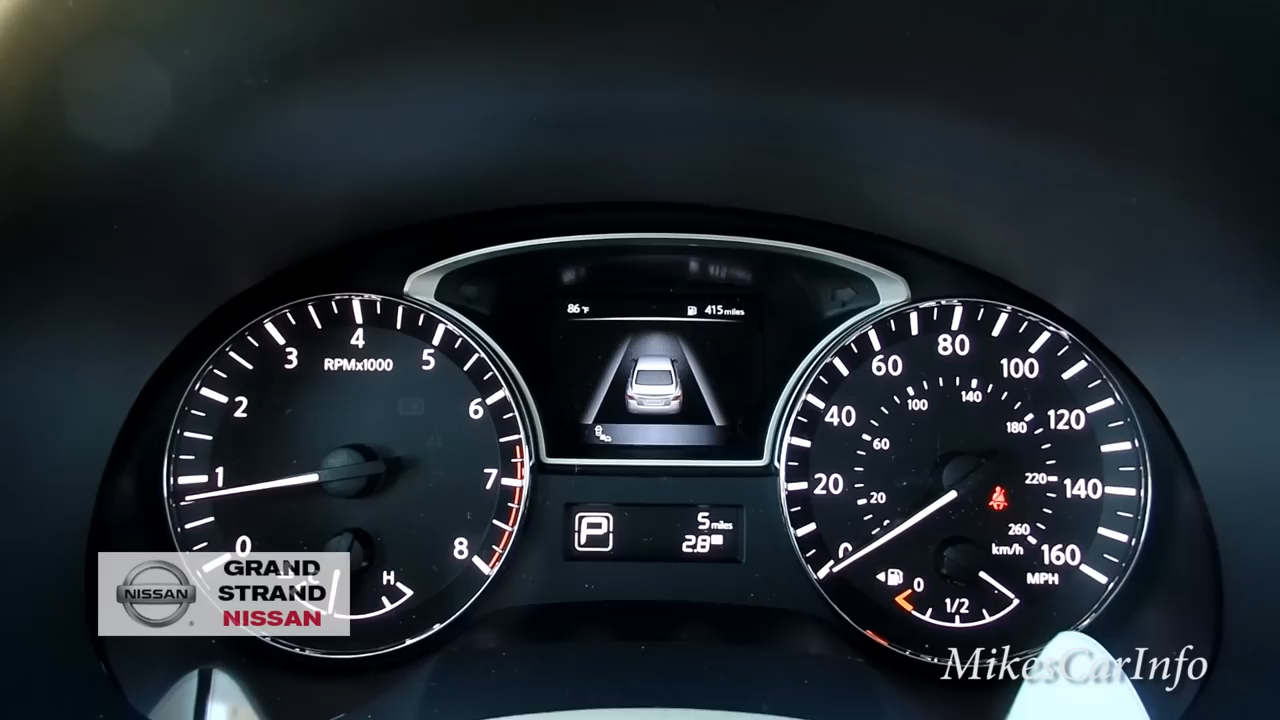 86 °F
415 miles
0 1 2 3 4 5 6 7 8
RPMx1000
H
P
5 miles
2.8
0 20 40 60 80 100 120 140 160
MPH
20 60 100 140 180 220 260
km/h
0 1/2
NISSAN
GRAND
STRAND
NISSAN
MikesCarInfo